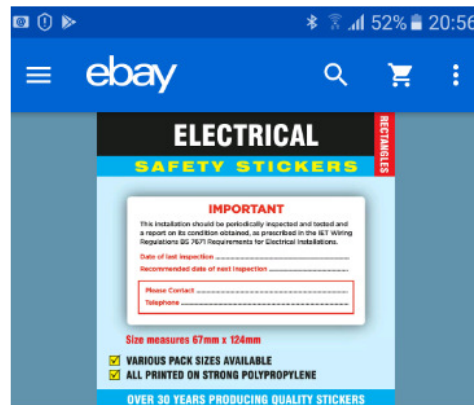 52% 20:56
ebay
ELECTRICAL
RECTANGLES
SAFETY STICKERS
IMPORTANT
This installation should be periodically inspected and tested and
a report on its condition obtained, as prescribed in the IET Wiring
Regulations BS 7671 Requirements for Electrical Installations.
Date of last inspection
Recommended date of next inspection
Please Contact
Telephone
Size measures 67mm x 124mm
VARIOUS PACK SIZES AVAILABLE
ALL PRINTED ON STRONG POLYPROPYLENE
OVER 30 YEARS PRODUCING QUALITY STICKERS